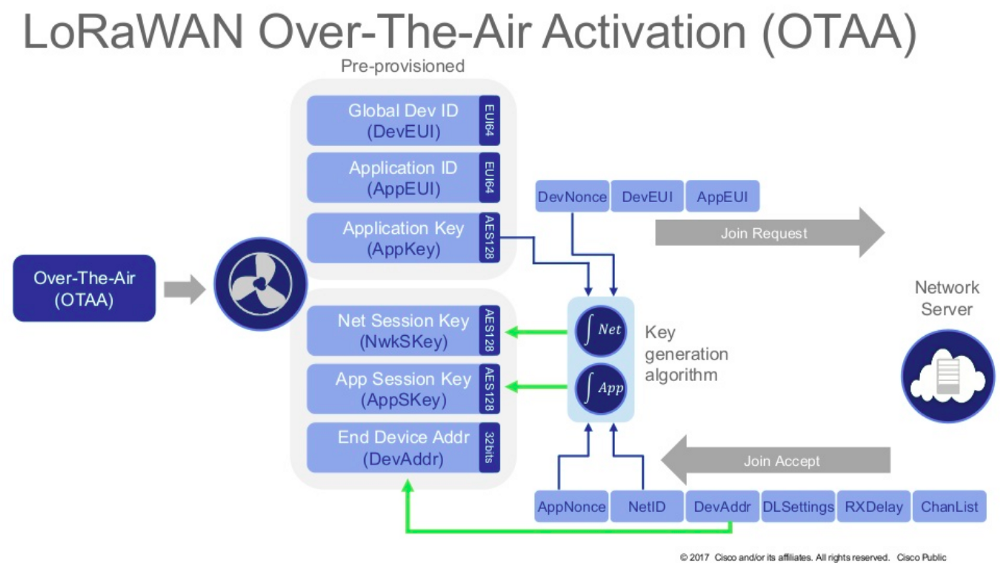 LoRaWAN Over-The-Air Activation (OTAA)
Pre-provisioned
Global Dev ID
(DevEUI)
EUI64
Application ID
(AppEUI)
EUI64
Application Key
(AppKey)
AES128
DevNonce
DevEUI
AppEUI
Join Request
Over-The-Air
(OTAA)
Network
Server
Net Session Key
(NwkSKey)
AES128
App Session Key
(AppSKey)
AES128
End Device Addr
(DevAddr)
32bits
∫ Net
∫ App
Key
generation
algorithm
Join Accept
AppNonce
NetID
DevAddr
DLSettings
RXDelay
ChanList
© 2017 Cisco and/or its affiliates. All rights reserved. Cisco Public